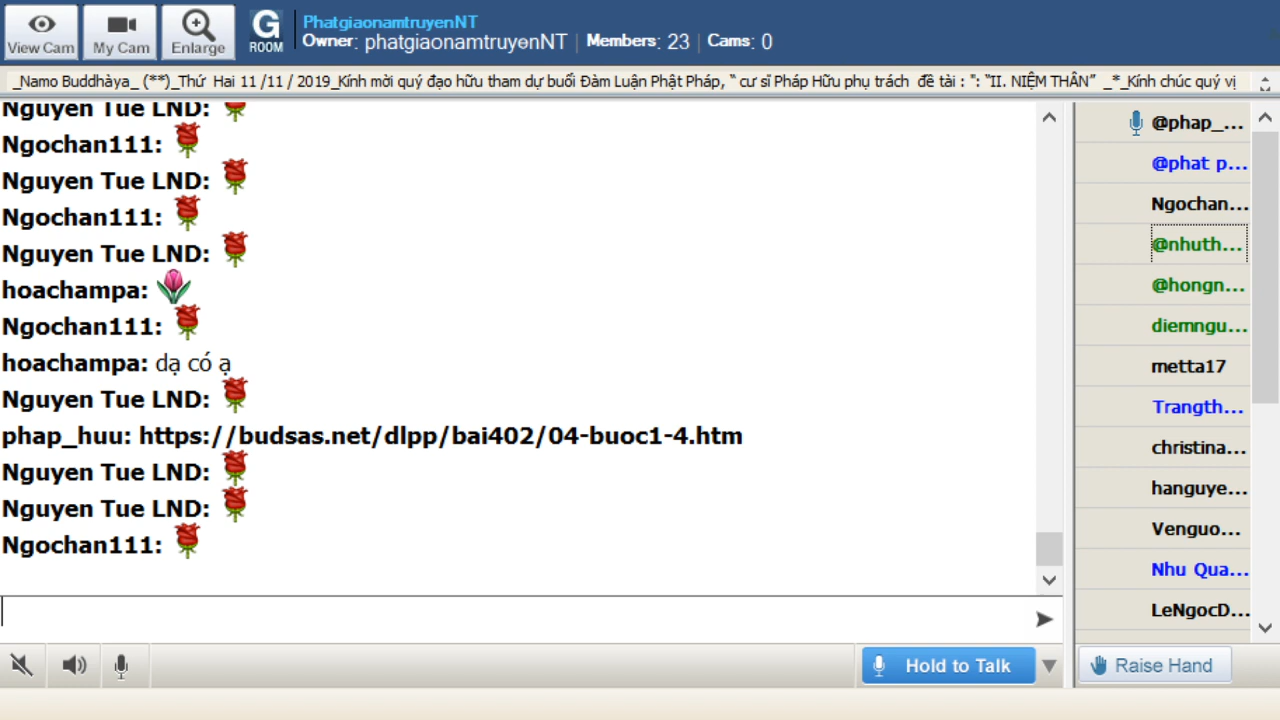 View Cam
My Cam
Enlarge
G
ROOM
PhatgiaonamtruyenNT
Owner: phatgiaonamtruyenNT | Members: 23 | Cams: 0
_Namo Buddhàya_ (**)_Thứ Hai 11 /11 / 2019_Kính mời quý đạo hữu tham dự buổi Đàm Luận Phật Pháp, “ cư sĩ Pháp Hữu phụ trách đề tài : ": “II. NIỆM THÂN” _*_Kính chúc quý vị
Nguyen Tue LND:
Ngochan111:
Nguyen Tue LND:
Ngochan111:
Nguyen Tue LND:
hoachampa:
Ngochan111:
hoachampa: dạ có ạ
Nguyen Tue LND:
phap_huu: https://budsas.net/dlpp/bai402/04-buoc1-4.htm
Nguyen Tue LND:
Nguyen Tue LND:
Ngochan111:
@phap_...
@phat p...
Ngochan...
@nhuth...
@hongn...
diemngu...
metta17
Trangth...
christina...
hanguye...
Venguo...
Nhu Qua...
LeNgocD...
Hold to Talk
Raise Hand